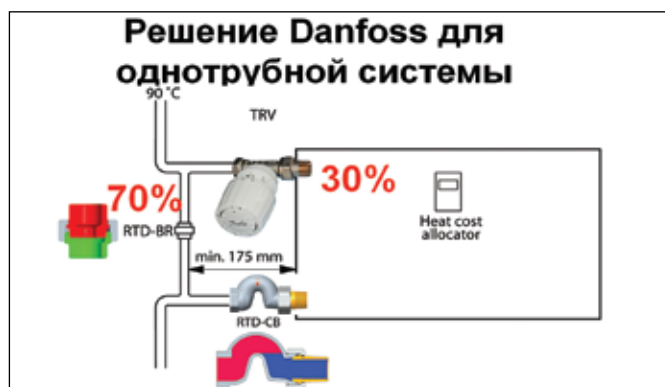 Решение Danfoss для
однотрубной системы
90 °C
TRV
70%
30%
RTD-BR
Heat cost
allocator
min. 175 mm
RTD-CB